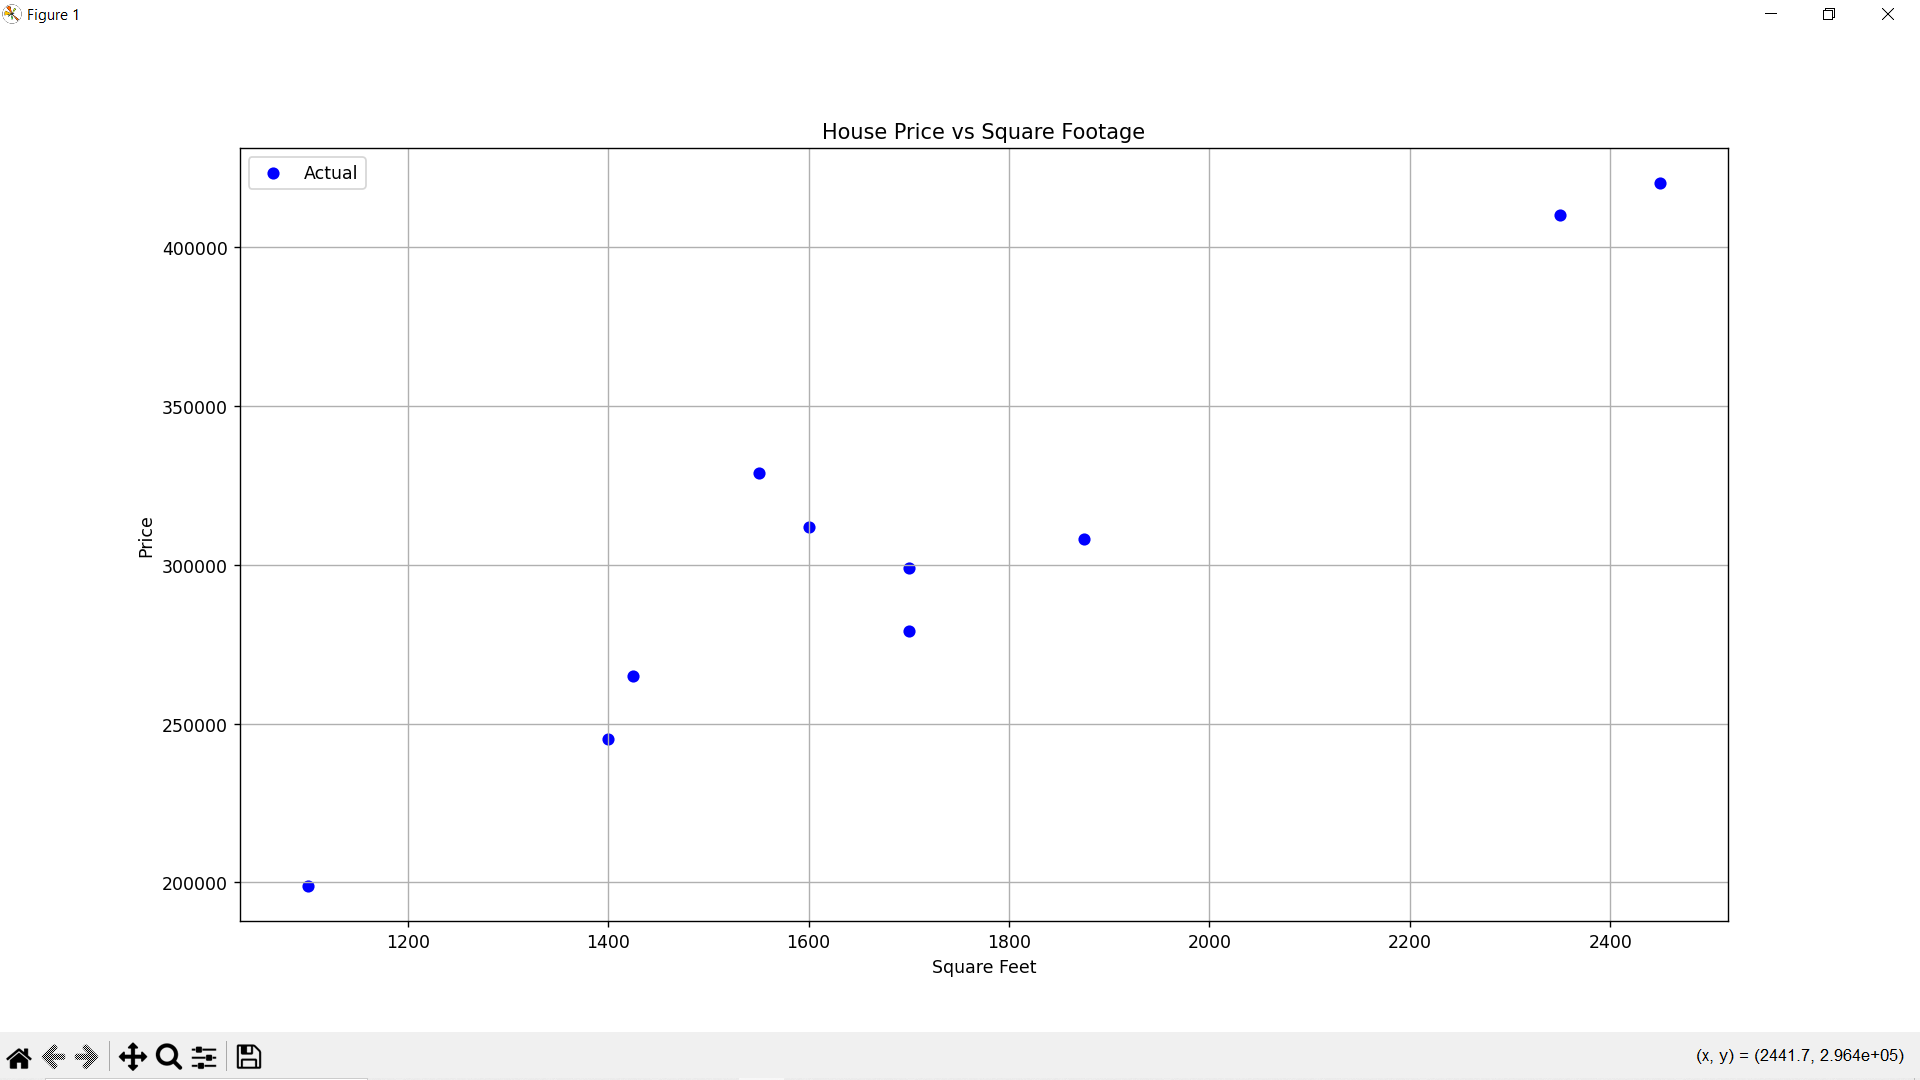 Figure 1
House Price vs Square Footage
Actual
400000
350000
300000
250000
200000
Price
1200 1400 1600 1800 2000 2200 2400
Square Feet
(x, y) = (2441.7, 2.964e+05)